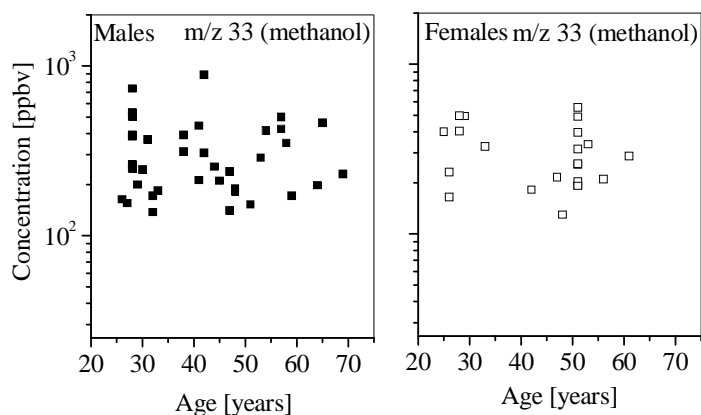 Males m/z 33 (methanol)
Females m/z 33 (methanol)
Concentration [ppbv]
10³
10²
20 30 40 50 60 70
20 30 40 50 60 70
Age [years]
Age [years]